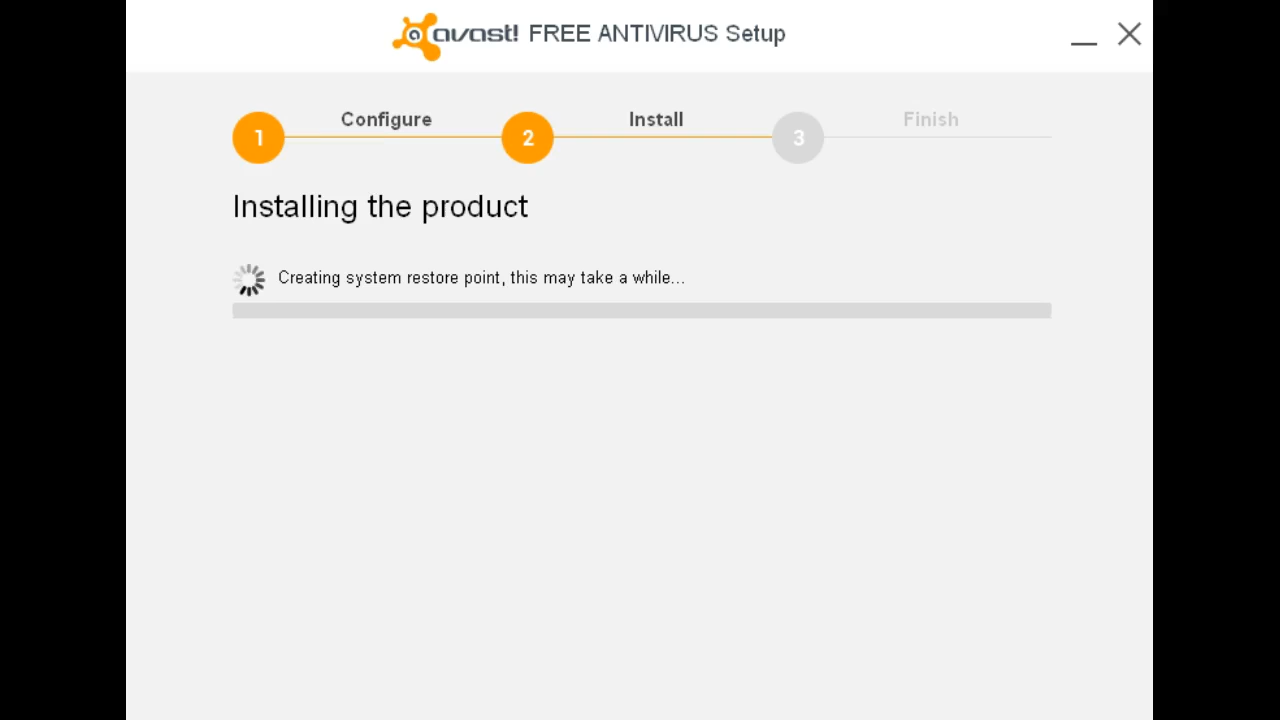 avast! FREE ANTIVIRUS Setup
1 Configure 2 Install 3 Finish
Installing the product
Creating system restore point, this may take a while...